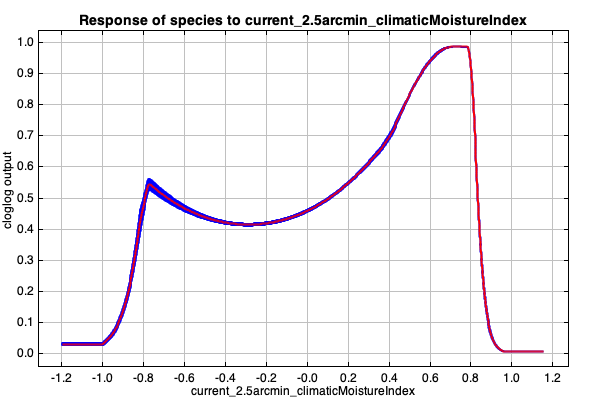 Response of species to current_2.5arcmin_climaticMoistureIndex
1.0
0.9
0.8
0.7
0.6
0.5
0.4
0.3
0.2
0.1
0.0
cloglog output
-1.2 -1.0 -0.8 -0.6 -0.4 -0.2 -0.0 0.2 0.4 0.6 0.8 1.0 1.2
current_2.5arcmin_climaticMoistureIndex